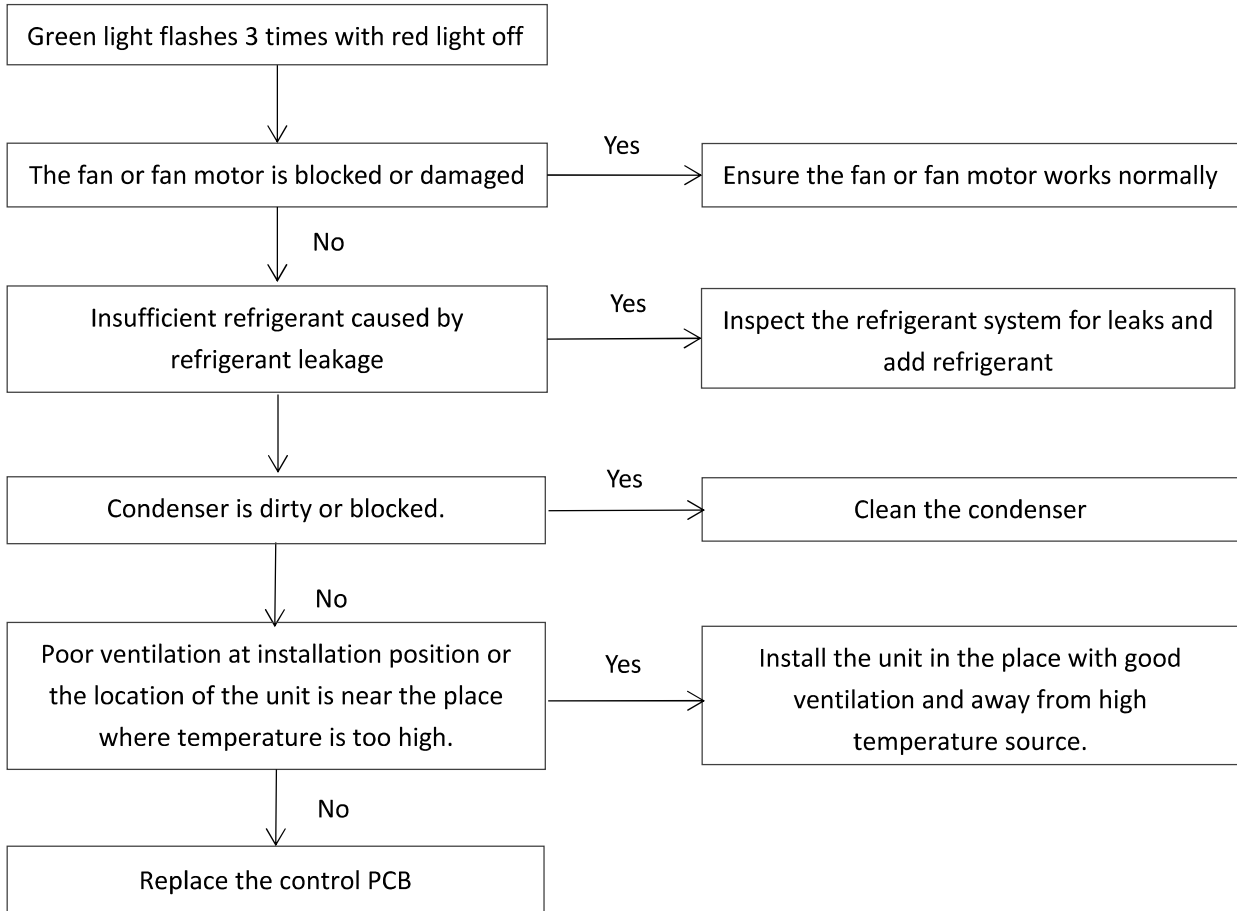 Green light flashes 3 times with red light off
Yes
The fan or fan motor is blocked or damaged
Ensure the fan or fan motor works normally
No
Yes
Insufficient refrigerant caused by
refrigerant leakage
Inspect the refrigerant system for leaks and
add refrigerant
Yes
Condenser is dirty or blocked.
Clean the condenser
No
Poor ventilation at installation position or
the location of the unit is near the place
where temperature is too high.
Yes
Install the unit in the place with good
ventilation and away from high
temperature source.
No
Replace the control PCB